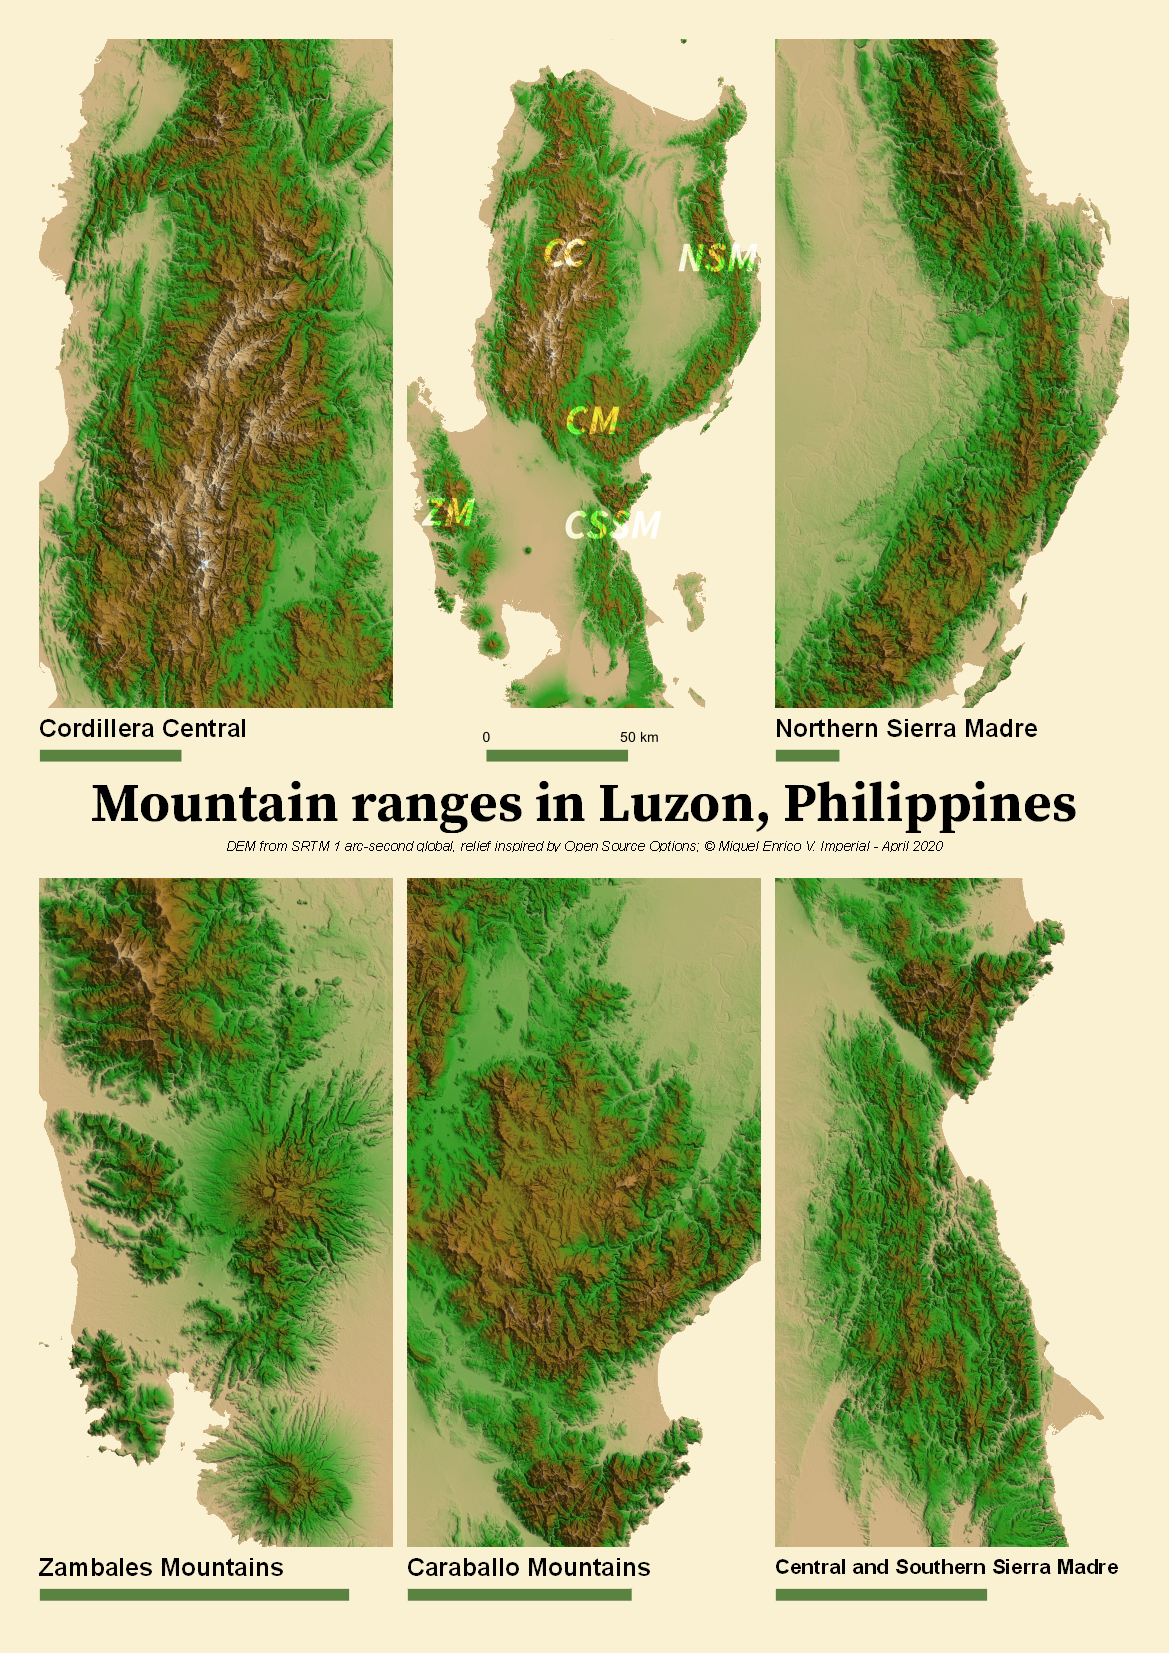 CC
NSM
CM
ZM
CSSM
Cordillera Central
0 50 km
Northern Sierra Madre
Mountain ranges in Luzon, Philippines
DEM from SRTM 1 arc-second global, relief inspired by Open Source Options; © Miguel Enrico V. Imperial - April 2020
Zambales Mountains
Caraballo Mountains
Central and Southern Sierra Madre